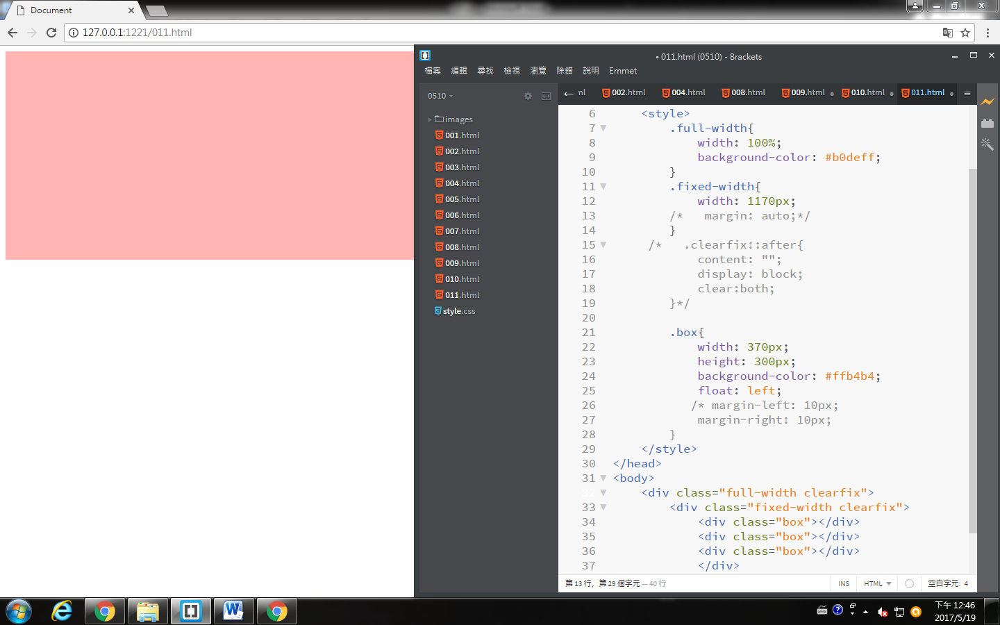 Document
127.0.0.1:1221/011.html
• 011.html (0510) - Brackets
檔案 編輯 尋找 檢視 瀏覽 除錯 說明 Emmet
0510
nl 002.html 004.html 008.html 009.html 010.html 011.html
images
001.html
002.html
003.html
004.html
005.html
006.html
007.html
008.html
009.html
010.html
011.html
style.css
6 <style>
7 .full-width{
8 width: 100%;
9 background-color: #b0deff;
10 }
11 .fixed-width{
12 width: 1170px;
13 /* margin: auto;*/
14 }
15 /* .clearfix::after{
16 content: "";
17 display: block;
18 clear:both;
19 }*/
20
21 .box{
22 width: 370px;
23 height: 300px;
24 background-color: #ffb4b4;
25 float: left;
26 /* margin-left: 10px;
27 margin-right: 10px;
28 }
29 </style>
30 </head>
31 <body>
32 <div class="full-width clearfix">
33 <div class="fixed-width clearfix">
34 <div class="box"></div>
35 <div class="box"></div>
36 <div class="box"></div>
37 </div>
第 13 行, 第 29 個字元 — 40 行 INS HTML 空白字元: 4
下午 12:46
2017/5/19